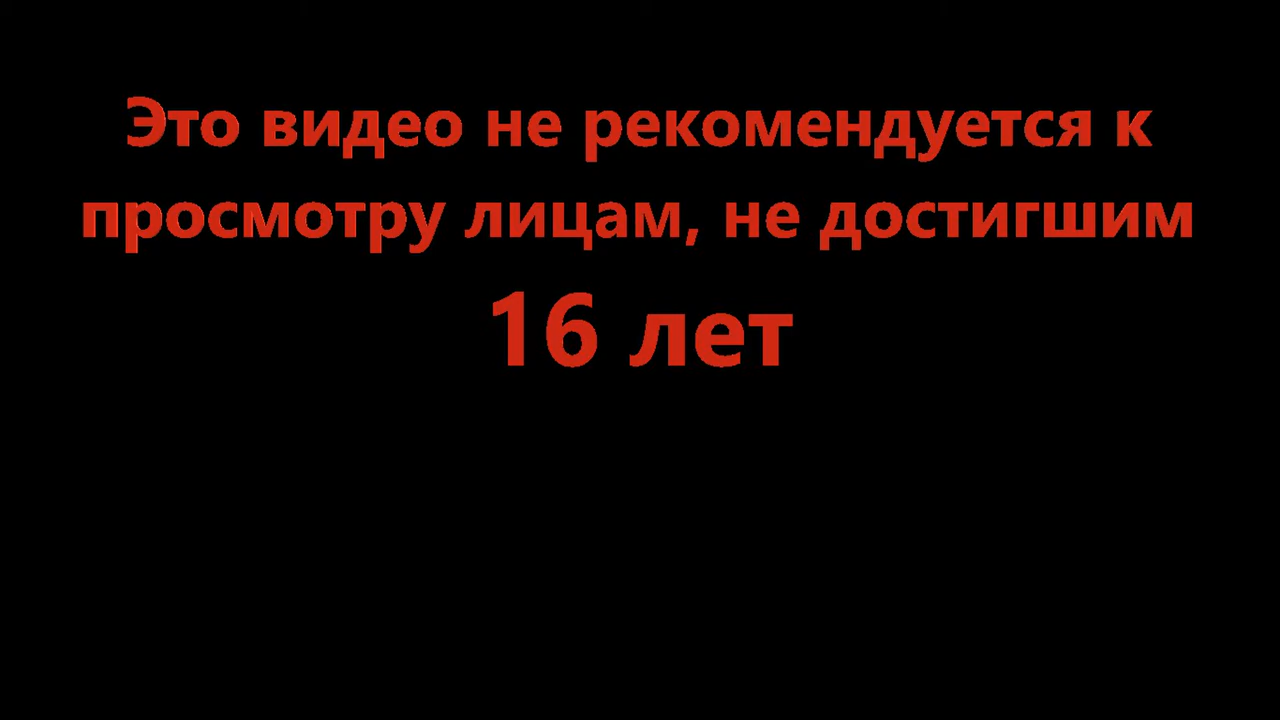 Это видео не рекомендуется к
просмотру лицам, не достигшим
16 лет